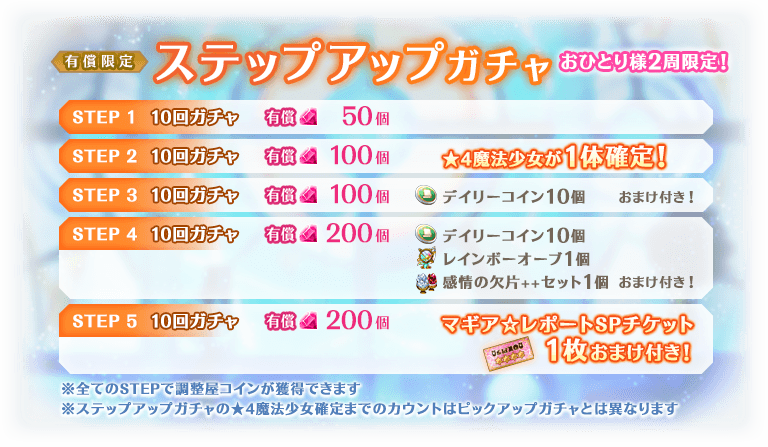 有償限定 ステップアップガチャ おひとり様2周限定！
STEP 1 10回ガチャ 有償 50個
STEP 2 10回ガチャ 有償 100個 ★4魔法少女が1体確定！
STEP 3 10回ガチャ 有償 100個 デイリーコイン10個 おまけ付き！
STEP 4 10回ガチャ 有償 200個 デイリーコイン10個
レインボーオーブ1個
感情の欠片++セット1個 おまけ付き！
STEP 5 10回ガチャ 有償 200個 マギア☆レポートSPチケット
1枚おまけ付き！
※全てのSTEPで調整屋コインが獲得できます
※ステップアップガチャの★4魔法少女確定までのカウントはピックアップガチャとは異なります